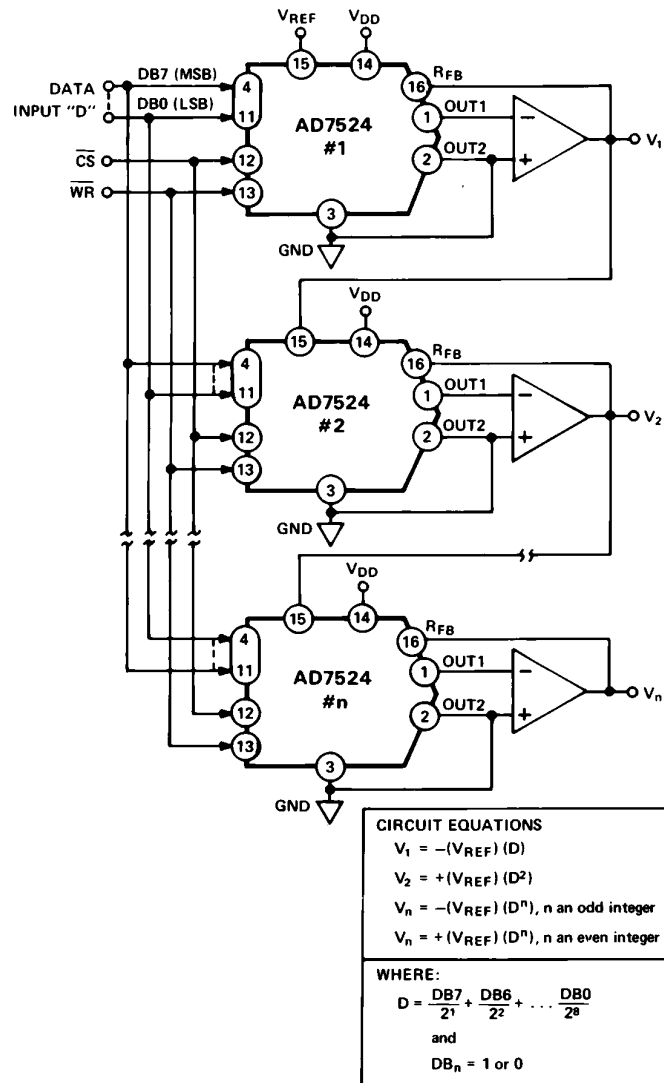 VREF VDD
15 14
DATA INPUT "D"
DB7 (MSB)
DB0 (LSB)
4
11
CS
12
WR
13
AD7524
#1
16 RFB
1 OUT1
2 OUT2
3
GND
−
+
V1
VDD
15 14
4
11
12
13
AD7524
#2
16 RFB
1 OUT1
2 OUT2
3
GND
−
+
V2
VDD
15 14
4
11
12
13
AD7524
#n
16 RFB
1 OUT1
2 OUT2
3
GND
−
+
Vn
CIRCUIT EQUATIONS
V1 = −(VREF) (D)
V2 = +(VREF) (D²)
Vn = −(VREF) (Dⁿ), n an odd integer
Vn = +(VREF) (Dⁿ), n an even integer
WHERE:
D = DB7/2¹ + DB6/2² + . . . DB0/2⁸
and
DBn = 1 or 0